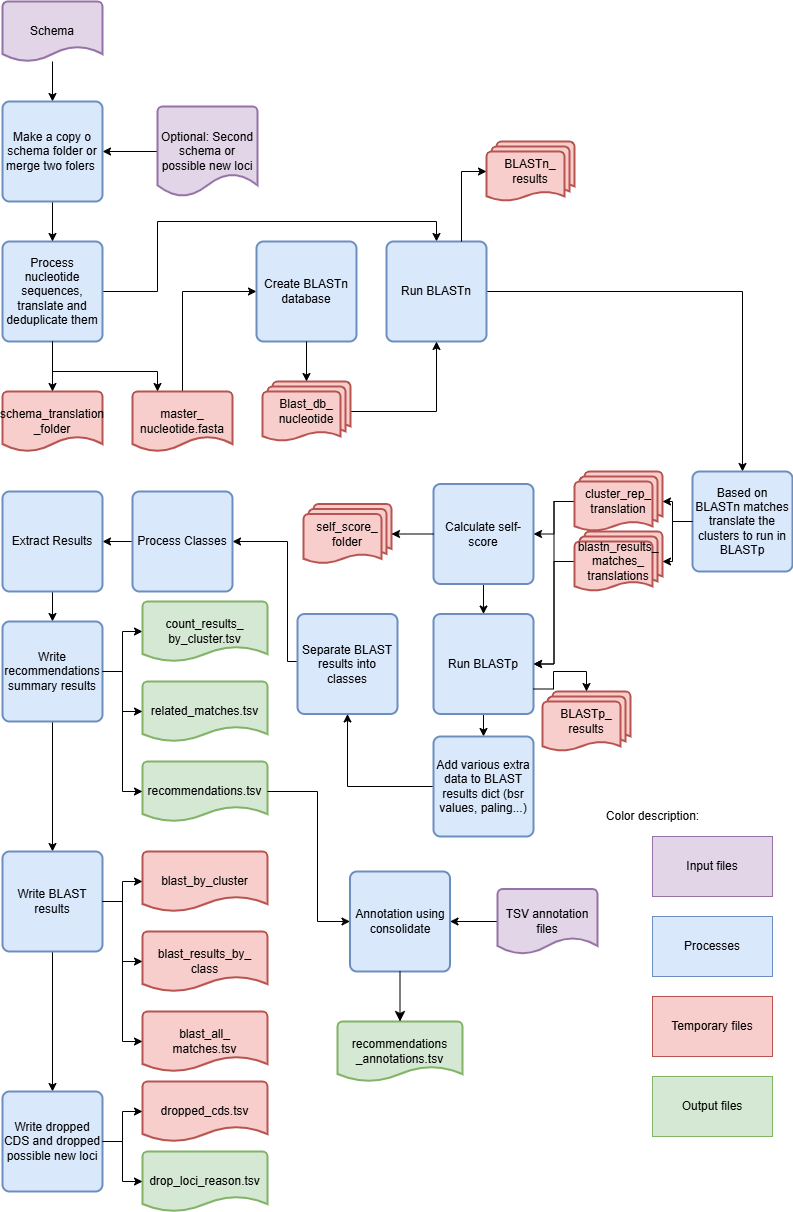 Schema
Make a copy o
schema folder or
merge two folers
Optional: Second
schema or
possible new loci
BLASTn_
results
Process
nucleotide
sequences,
translate and
deduplicate them
Create BLASTn
database
Run BLASTn
schema_translation
_folder
master_
nucleotide.fasta
Blast_db_
nucleotide
Extract Results
Process Classes
self_score_
folder
Calculate self-
score
cluster_rep_
translation
blastn_results_
matches_
translations
Based on
BLASTn matches
translate the
clusters to run in
BLASTp
Write
recommendations
summary results
count_results_
by_cluster.tsv
related_matches.tsv
recommendations.tsv
Separate BLAST
results into
classes
Run BLASTp
BLASTp_
results
Add various extra
data to BLAST
results dict (bsr
values, paling...)
Color description:
Input files
Processes
Temporary files
Output files
Write BLAST
results
blast_by_cluster
blast_results_by_
class
blast_all_
matches.tsv
Annotation using
consolidate
TSV annotation
files
recommendations
_annotations.tsv
Write dropped
CDS and dropped
possible new loci
dropped_cds.tsv
drop_loci_reason.tsv